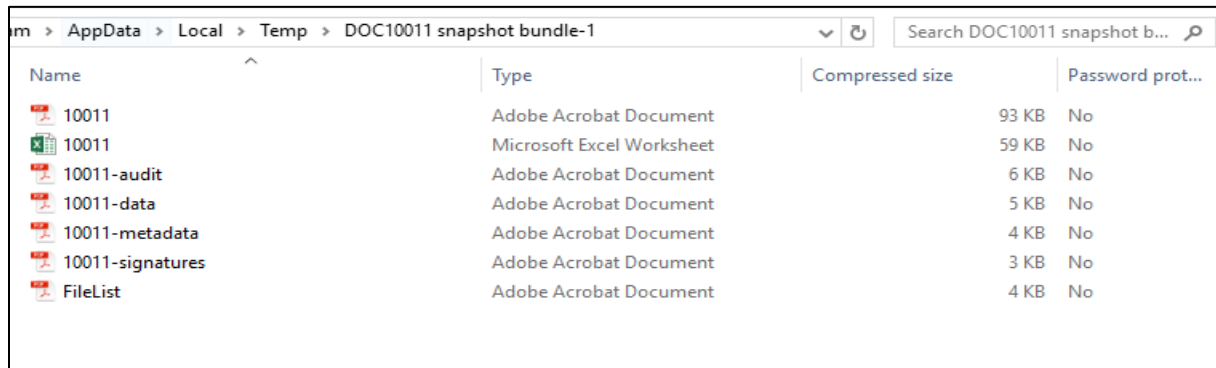 ım > AppData > Local > Temp > DOC10011 snapshot bundle-1 Search DOC10011 snapshot b...
Name Type Compressed size Password prot...
10011 Adobe Acrobat Document 93 KB No
10011 Microsoft Excel Worksheet 59 KB No
10011-audit Adobe Acrobat Document 6 KB No
10011-data Adobe Acrobat Document 5 KB No
10011-metadata Adobe Acrobat Document 4 KB No
10011-signatures Adobe Acrobat Document 3 KB No
FileList Adobe Acrobat Document 4 KB No